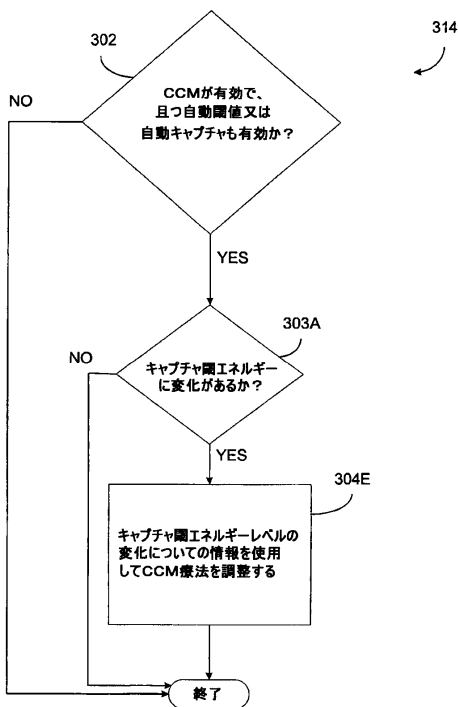 302
314
CCMが有効で、
且つ自動閾値又は
自動キャプチャも有効か？
NO
YES
303A
キャプチャ閾エネルギー
に変化があるか？
NO
YES
304E
キャプチャ閾エネルギーレベルの
変化についての情報を使用
してCCM療法を調整する
終了